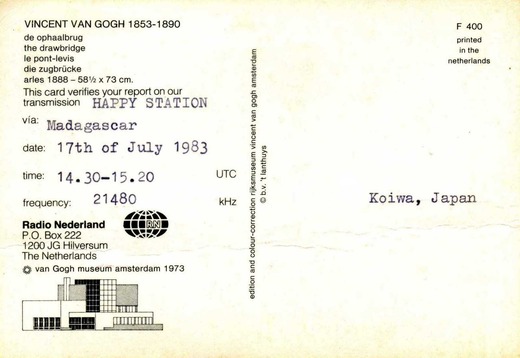 VINCENT VAN GOGH 1853-1890
de ophaalbrug
the drawbridge
le pont-levis
die zugbrücke
arles 1888 – 58½ x 73 cm.
This card verifies your report on our
transmission HAPPY STATION
vía: Madagascar
date: 17th of July 1983
time: 14.30-15.20 UTC
frequency: 21480 kHz
Radio Nederland
P.O. Box 222
1200 JG Hilversum
The Netherlands
RN
© van Gogh museum amsterdam 1973
edition and colour-correction rijksmuseum vincent van gogh amsterdam
© b.v. 't lanthuys
F 400
printed
in the
netherlands
Koiwa, Japan